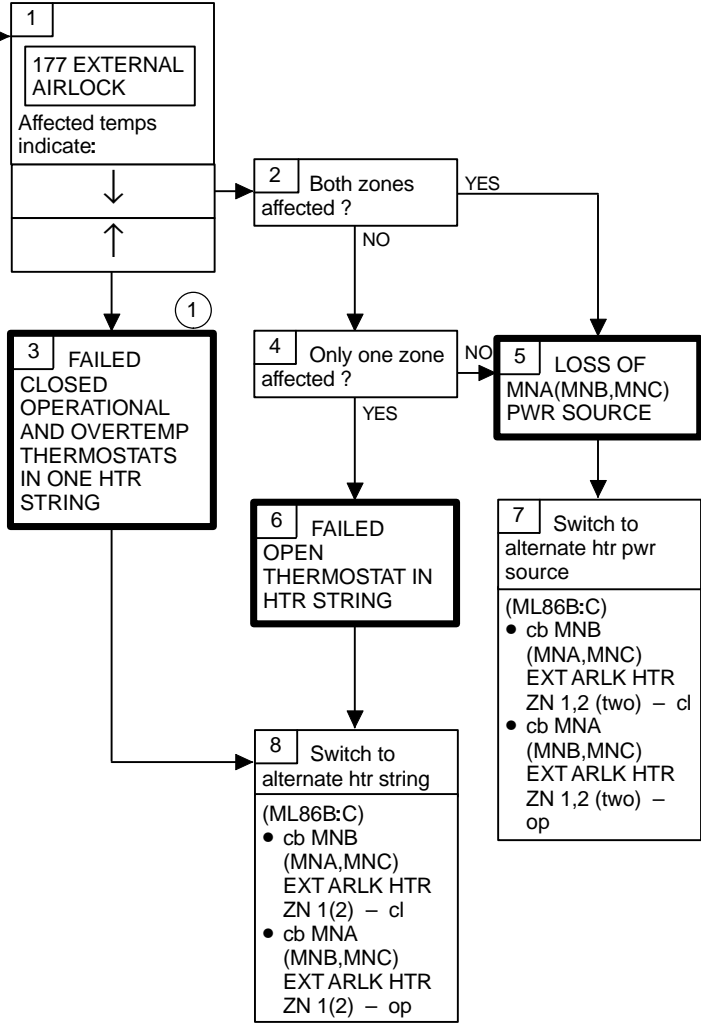 1
177 EXTERNAL
AIRLOCK
Affected temps
indicate:
↓
↑
2 Both zones
affected ?
YES
NO
1
3 FAILED
CLOSED
OPERATIONAL
AND OVERTEMP
THERMOSTATS
IN ONE HTR
STRING
4 Only one zone
affected ?
NO
YES
5 LOSS OF
MNA(MNB,MNC)
PWR SOURCE
6 FAILED
OPEN
THERMOSTAT IN
HTR STRING
7 Switch to
alternate htr pwr
source
(ML86B:C)
• cb MNB
(MNA,MNC)
EXT ARLK HTR
ZN 1,2 (two) – cl
• cb MNA
(MNB,MNC)
EXT ARLK HTR
ZN 1,2 (two) –
op
8 Switch to
alternate htr string
(ML86B:C)
• cb MNB
(MNA,MNC)
EXT ARLK HTR
ZN 1(2) – cl
• cb MNA
(MNB,MNC)
EXT ARLK HTR
ZN 1(2) – op